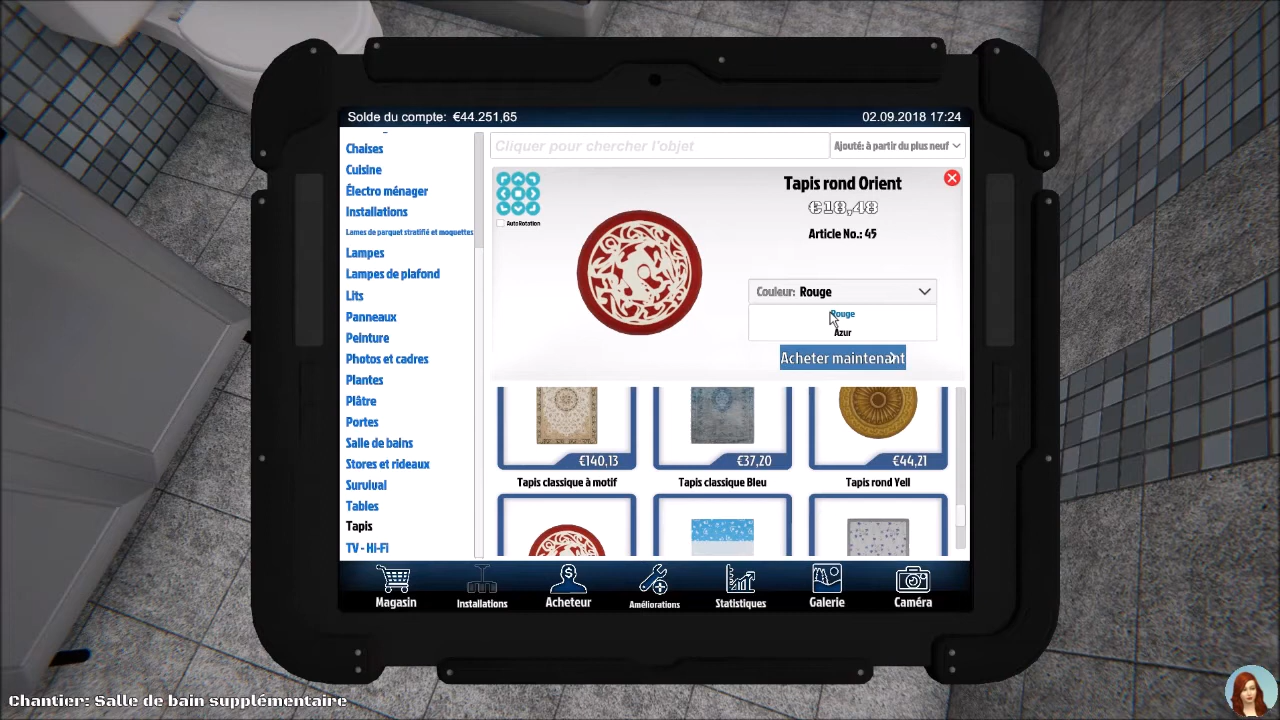 Solde du compte: €44.251,65
02.09.2018 17:24
Chaises
Cuisine
Électro ménager
Installations
Lames de parquet stratifié et moquettes
Lampes
Lampes de plafond
Lits
Panneaux
Peinture
Photos et cadres
Plantes
Plâtre
Portes
Salle de bains
Stores et rideaux
Survival
Tables
Tapis
TV - HI-FI
Cliquer pour chercher l'objet
Ajouté: à partir du plus neuf
AutoRotation
Tapis rond Orient
€18,48
Article No.: 45
Couleur: Rouge
Rouge
Azur
Acheter maintenant
€140,13
€37,20
€44,21
Tapis classique à motif
Tapis classique Bleu
Tapis rond Yell
Magasin
Installations
Acheteur
Améliorations
Statistiques
Galerie
Caméra
Chantier: Salle de bain supplémentaire